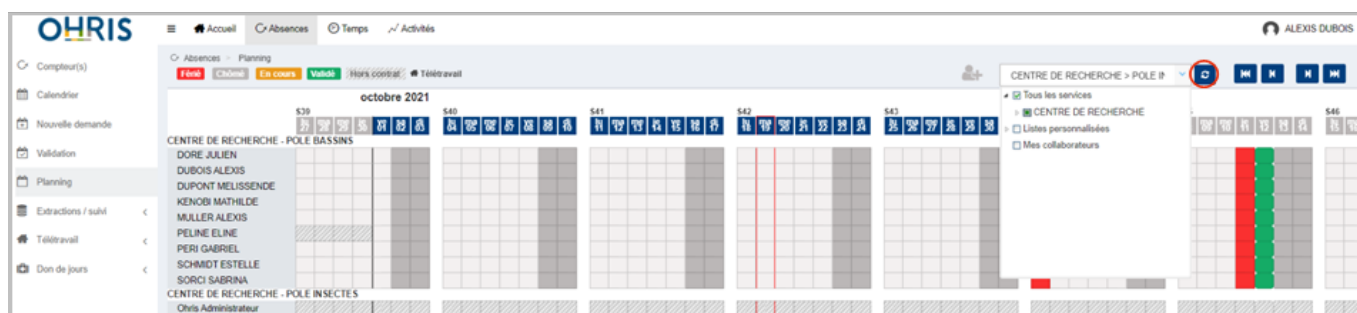 OHRIS
Accueil Absences Temps Activités
ALEXIS DUBOIS
Compteur(s)
Calendrier
Nouvelle demande
Validation
Planning
Extractions / suivi
Télétravail
Don de jours
Absences Planning
Férié Chômé En cours Validé Hors contrat Télétravail
CENTRE DE RECHERCHE > POLE IN
Tous les services
CENTRE DE RECHERCHE
Listes personnalisées
Mes collaborateurs
octobre 2021
S39 S40 S41 S42 S43 S46
CENTRE DE RECHERCHE - POLE BASSINS
DORE JULIEN
DUBOIS ALEXIS
DUPONT MELISSENDE
KENOBI MATHILDE
MULLER ALEXIS
PELINE ELINE
PERI GABRIEL
SCHMIDT ESTELLE
SORCI SABRINA
CENTRE DE RECHERCHE - POLE INSECTES
Ohris Administrateur